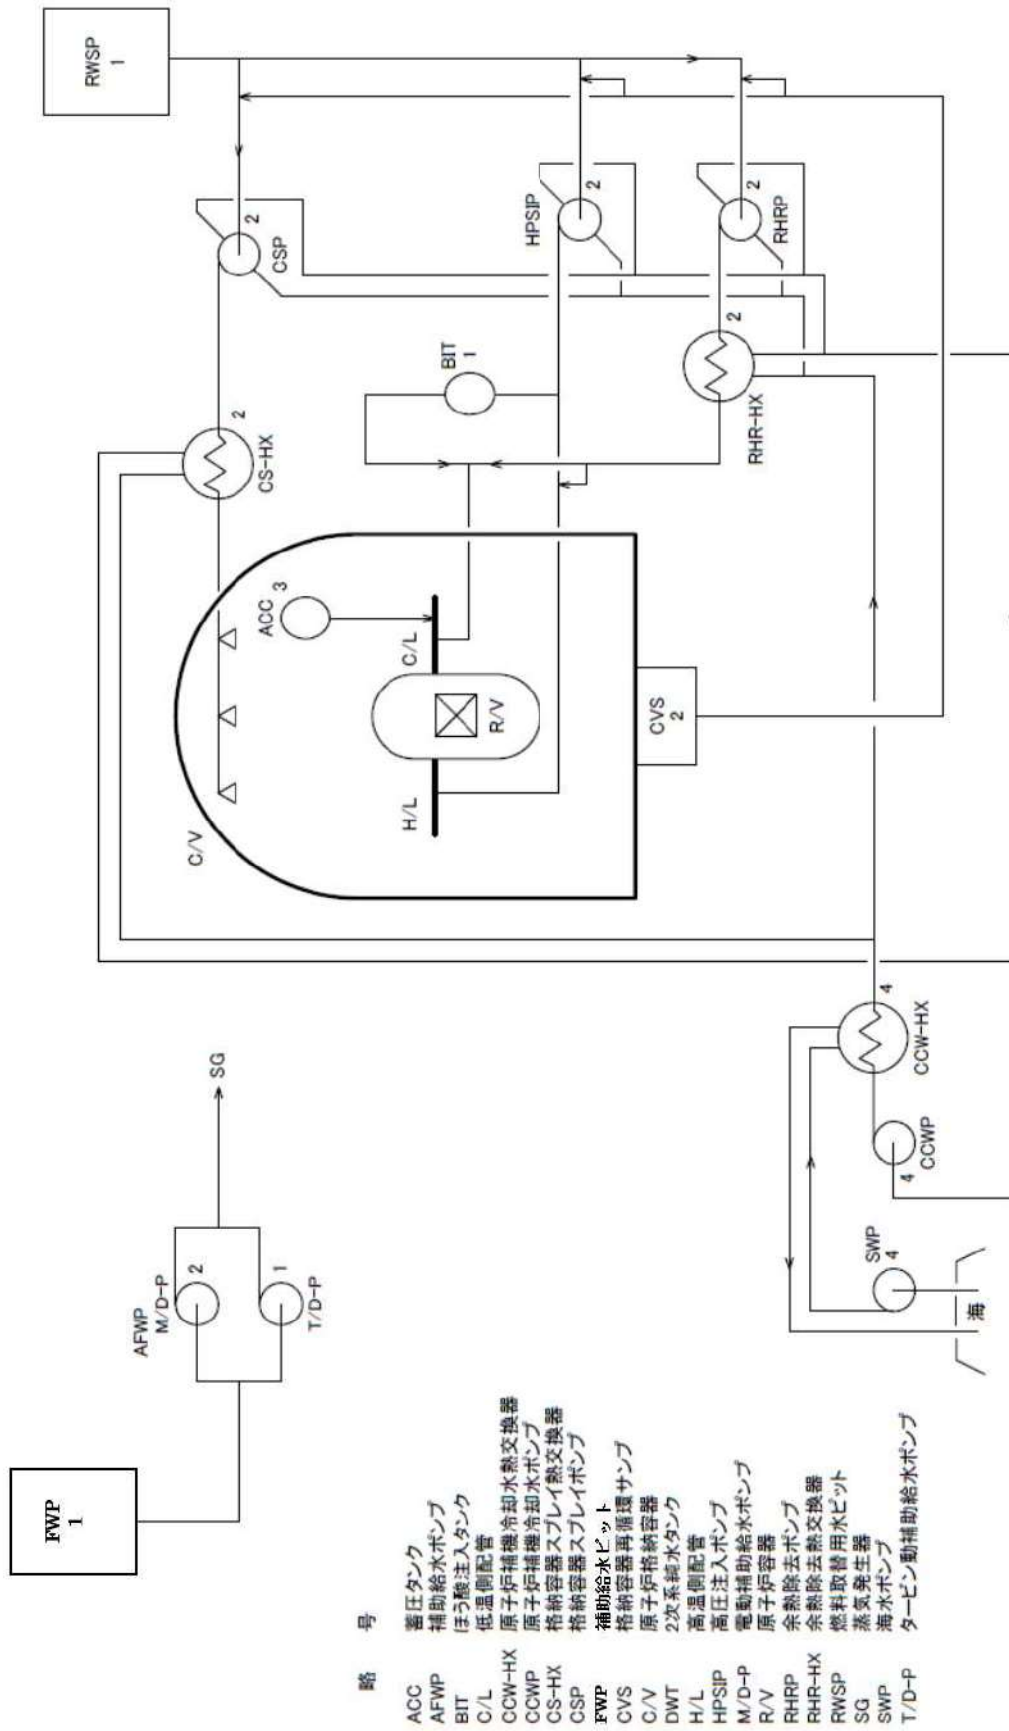 FWP
1
AFWP
M/D-P
2
1
T/D-P
SG
RWSP
1
C/V
CS-HX
2
CSP
2
ACC
3
H/L
C/L
R/V
CVS
2
BIT
1
HPSIP
2
RHRP
2
RHR-HX
2
CCW-HX
4
CCWP
4
SWP
4
海
略 号
ACC 蓄圧タンク
AFWP 補助給水ポンプ
BIT ほう酸注入タンク
C/L 低温側配管
CCW-HX 原子炉補機冷却水熱交換器
CCWP 原子炉補機冷却水ポンプ
CS-HX 格納容器スプレイ熱交換器
CSP 格納容器スプレイポンプ
FWP 補助給水ピット
CVS 格納容器再循環サンプ
C/V 原子炉格納容器
DWT 2次系純水タンク
H/L 高温側配管
HPSIP 高圧注入ポンプ
M/D-P 電動補助給水ポンプ
R/V 原子炉容器
RHRP 余熱除去ポンプ
RHR-HX 余熱除去熱交換器
RWSP 燃料取替用水ピット
SG 蒸気発生器
SWP 海水ポンプ
T/D-P タービン動補助給水ポンプ